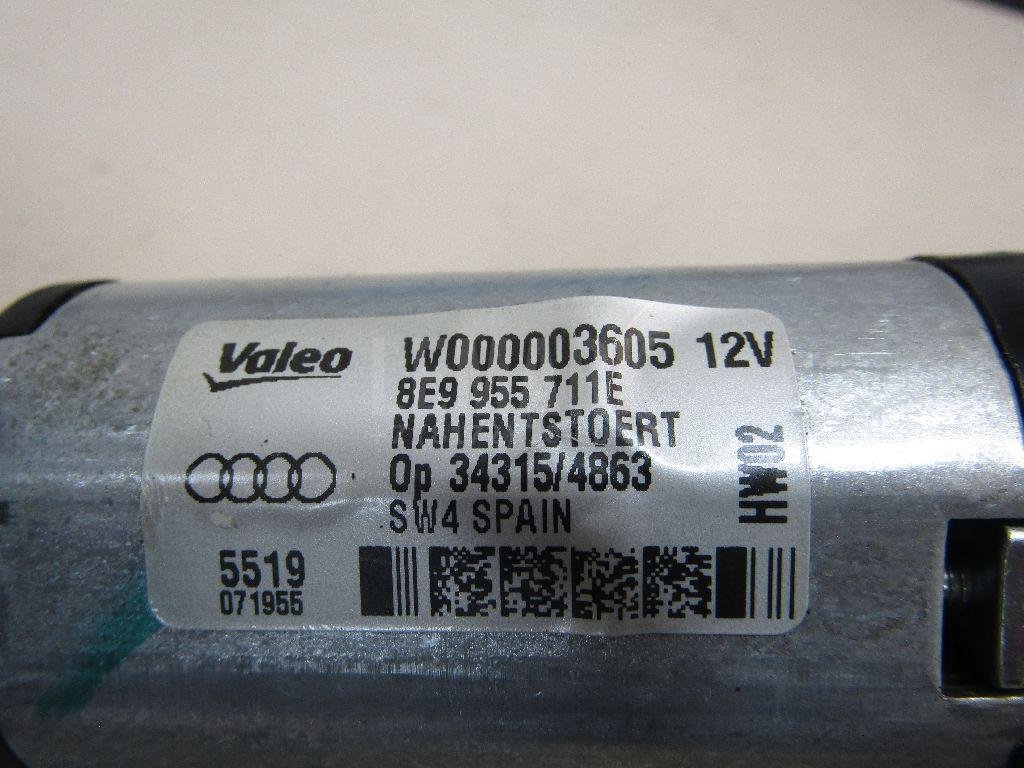 Valeo W000003605 12V
8E9 955 711E
NAHENTSTOERT
Op 34315/4863
SW4 SPAIN
HW02
5519
071955